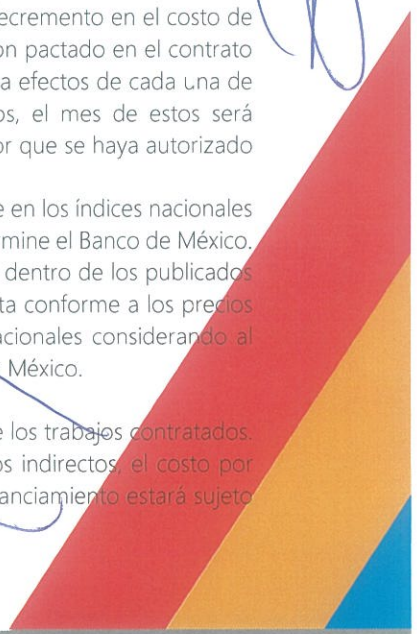 ecremento en el costo de
ón pactado en el contrato
a efectos de cada una de
os, el mes de estos será
or que se haya autorizado
e en los índices nacionales
mine el Banco de México.
dentro de los publicados
ta conforme a los precios
acionales considerando al
México.
e los trabajos contratados.
os indirectos, el costo por
anciamiento estará sujeto